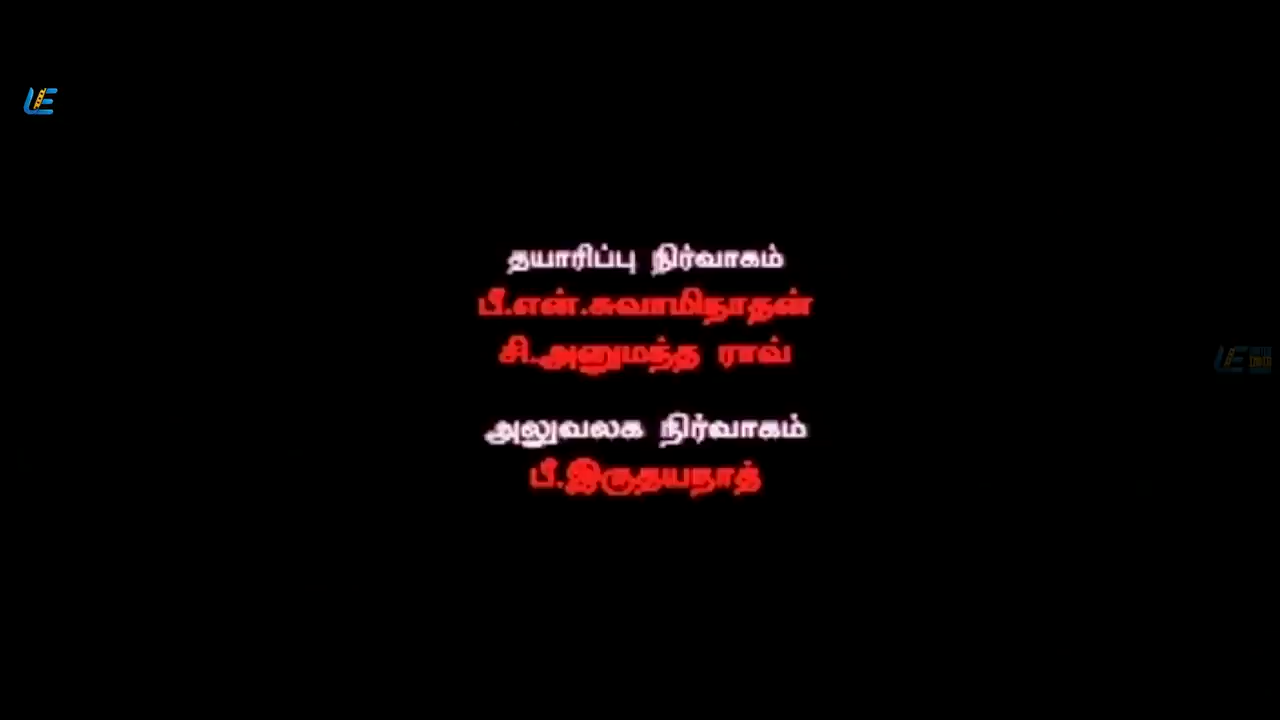 தயாரிப்பு நிர்வாகம்
பீ.என்.சுவாமிநாதன்
சி.அனுமந்த ராவ்
அலுவலக நிர்வாகம்
பீ.இருதயநாத்